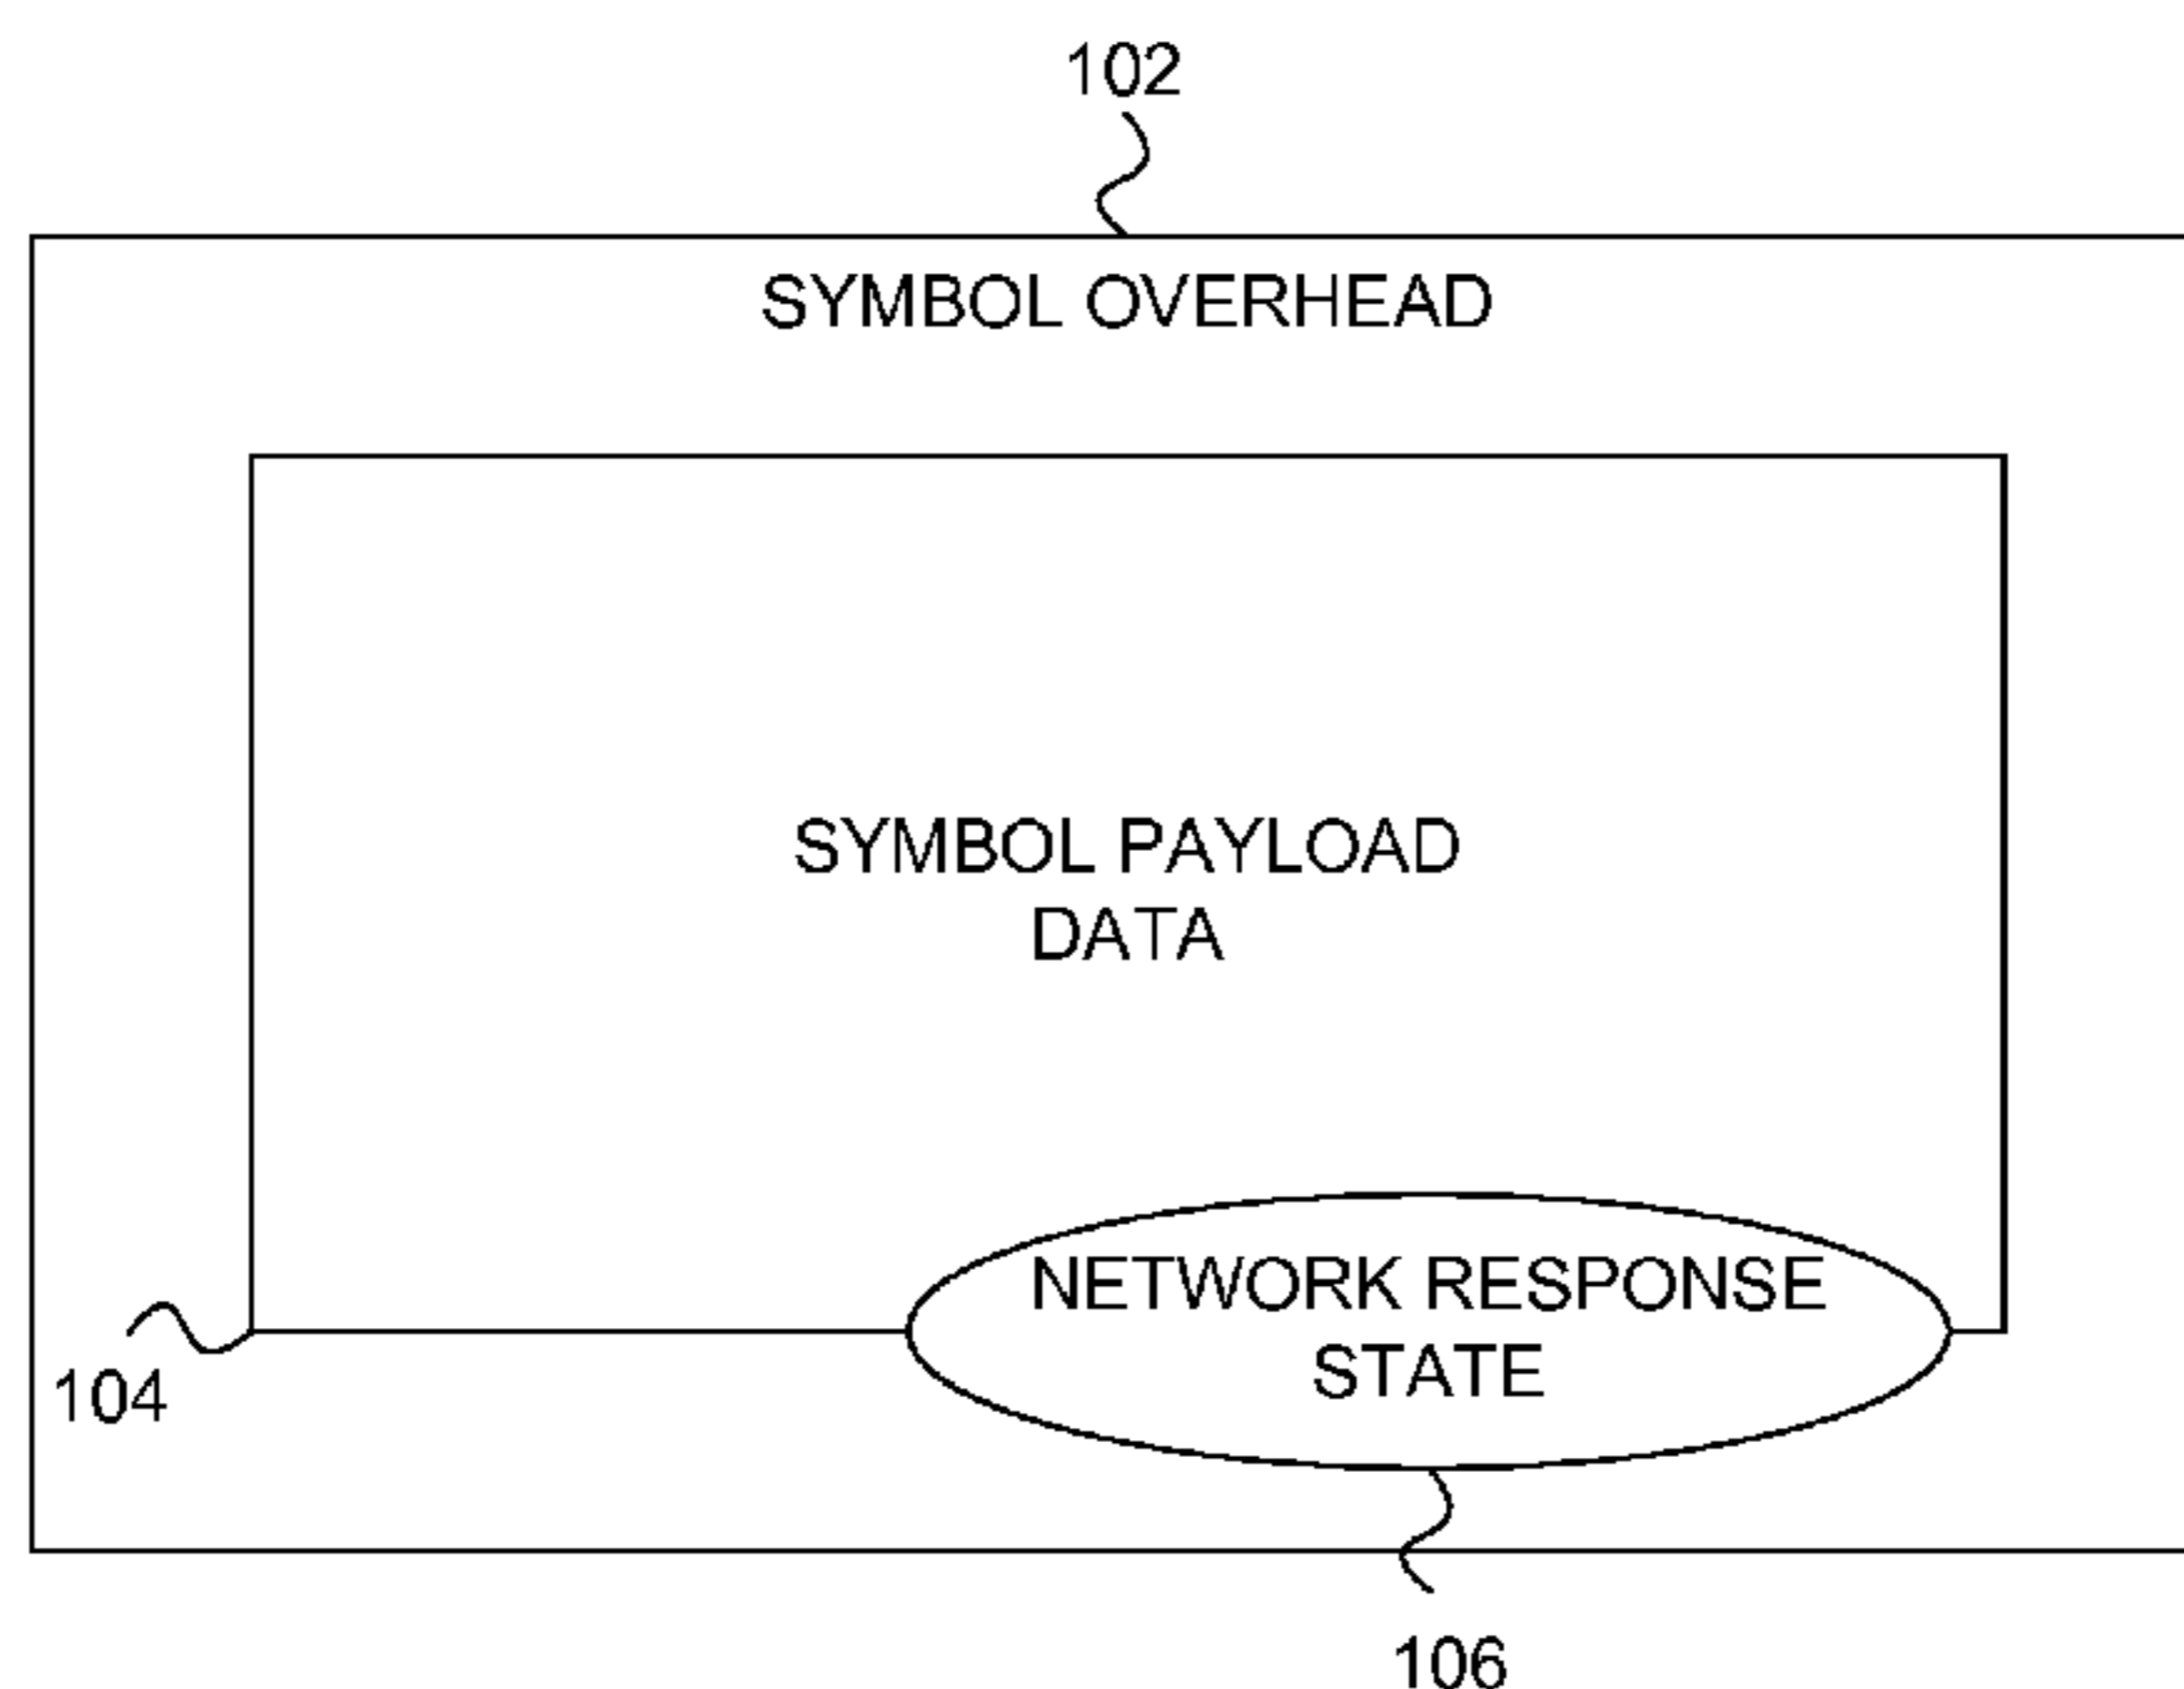 102
SYMBOL OVERHEAD
SYMBOL PAYLOAD
DATA
NETWORK RESPONSE
STATE
104
106